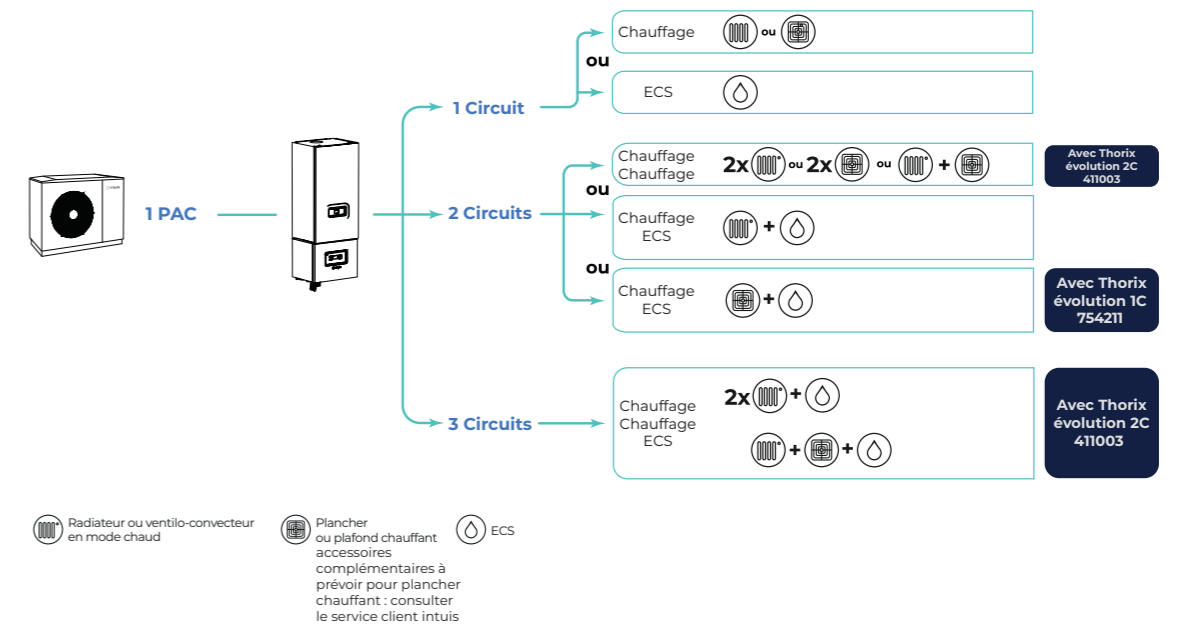 Chauffage ou
ou
ECS
1 Circuit
Chauffage
Chauffage
2x ou 2x ou +
Avec Thorix
évolution 2C
411003
ou
1 PAC
2 Circuits
Chauffage
ECS
+
ou
Chauffage
ECS
+
Avec Thorix
évolution 1C
754211
3 Circuits
Chauffage
Chauffage
ECS
2x +
+ +
Avec Thorix
évolution 2C
411003
Radiateur ou ventilo-convecteur
en mode chaud
Plancher
ou plafond chauffant
accessoires
complémentaires à
prévoir pour plancher
chauffant : consulter
le service client intuis
ECS